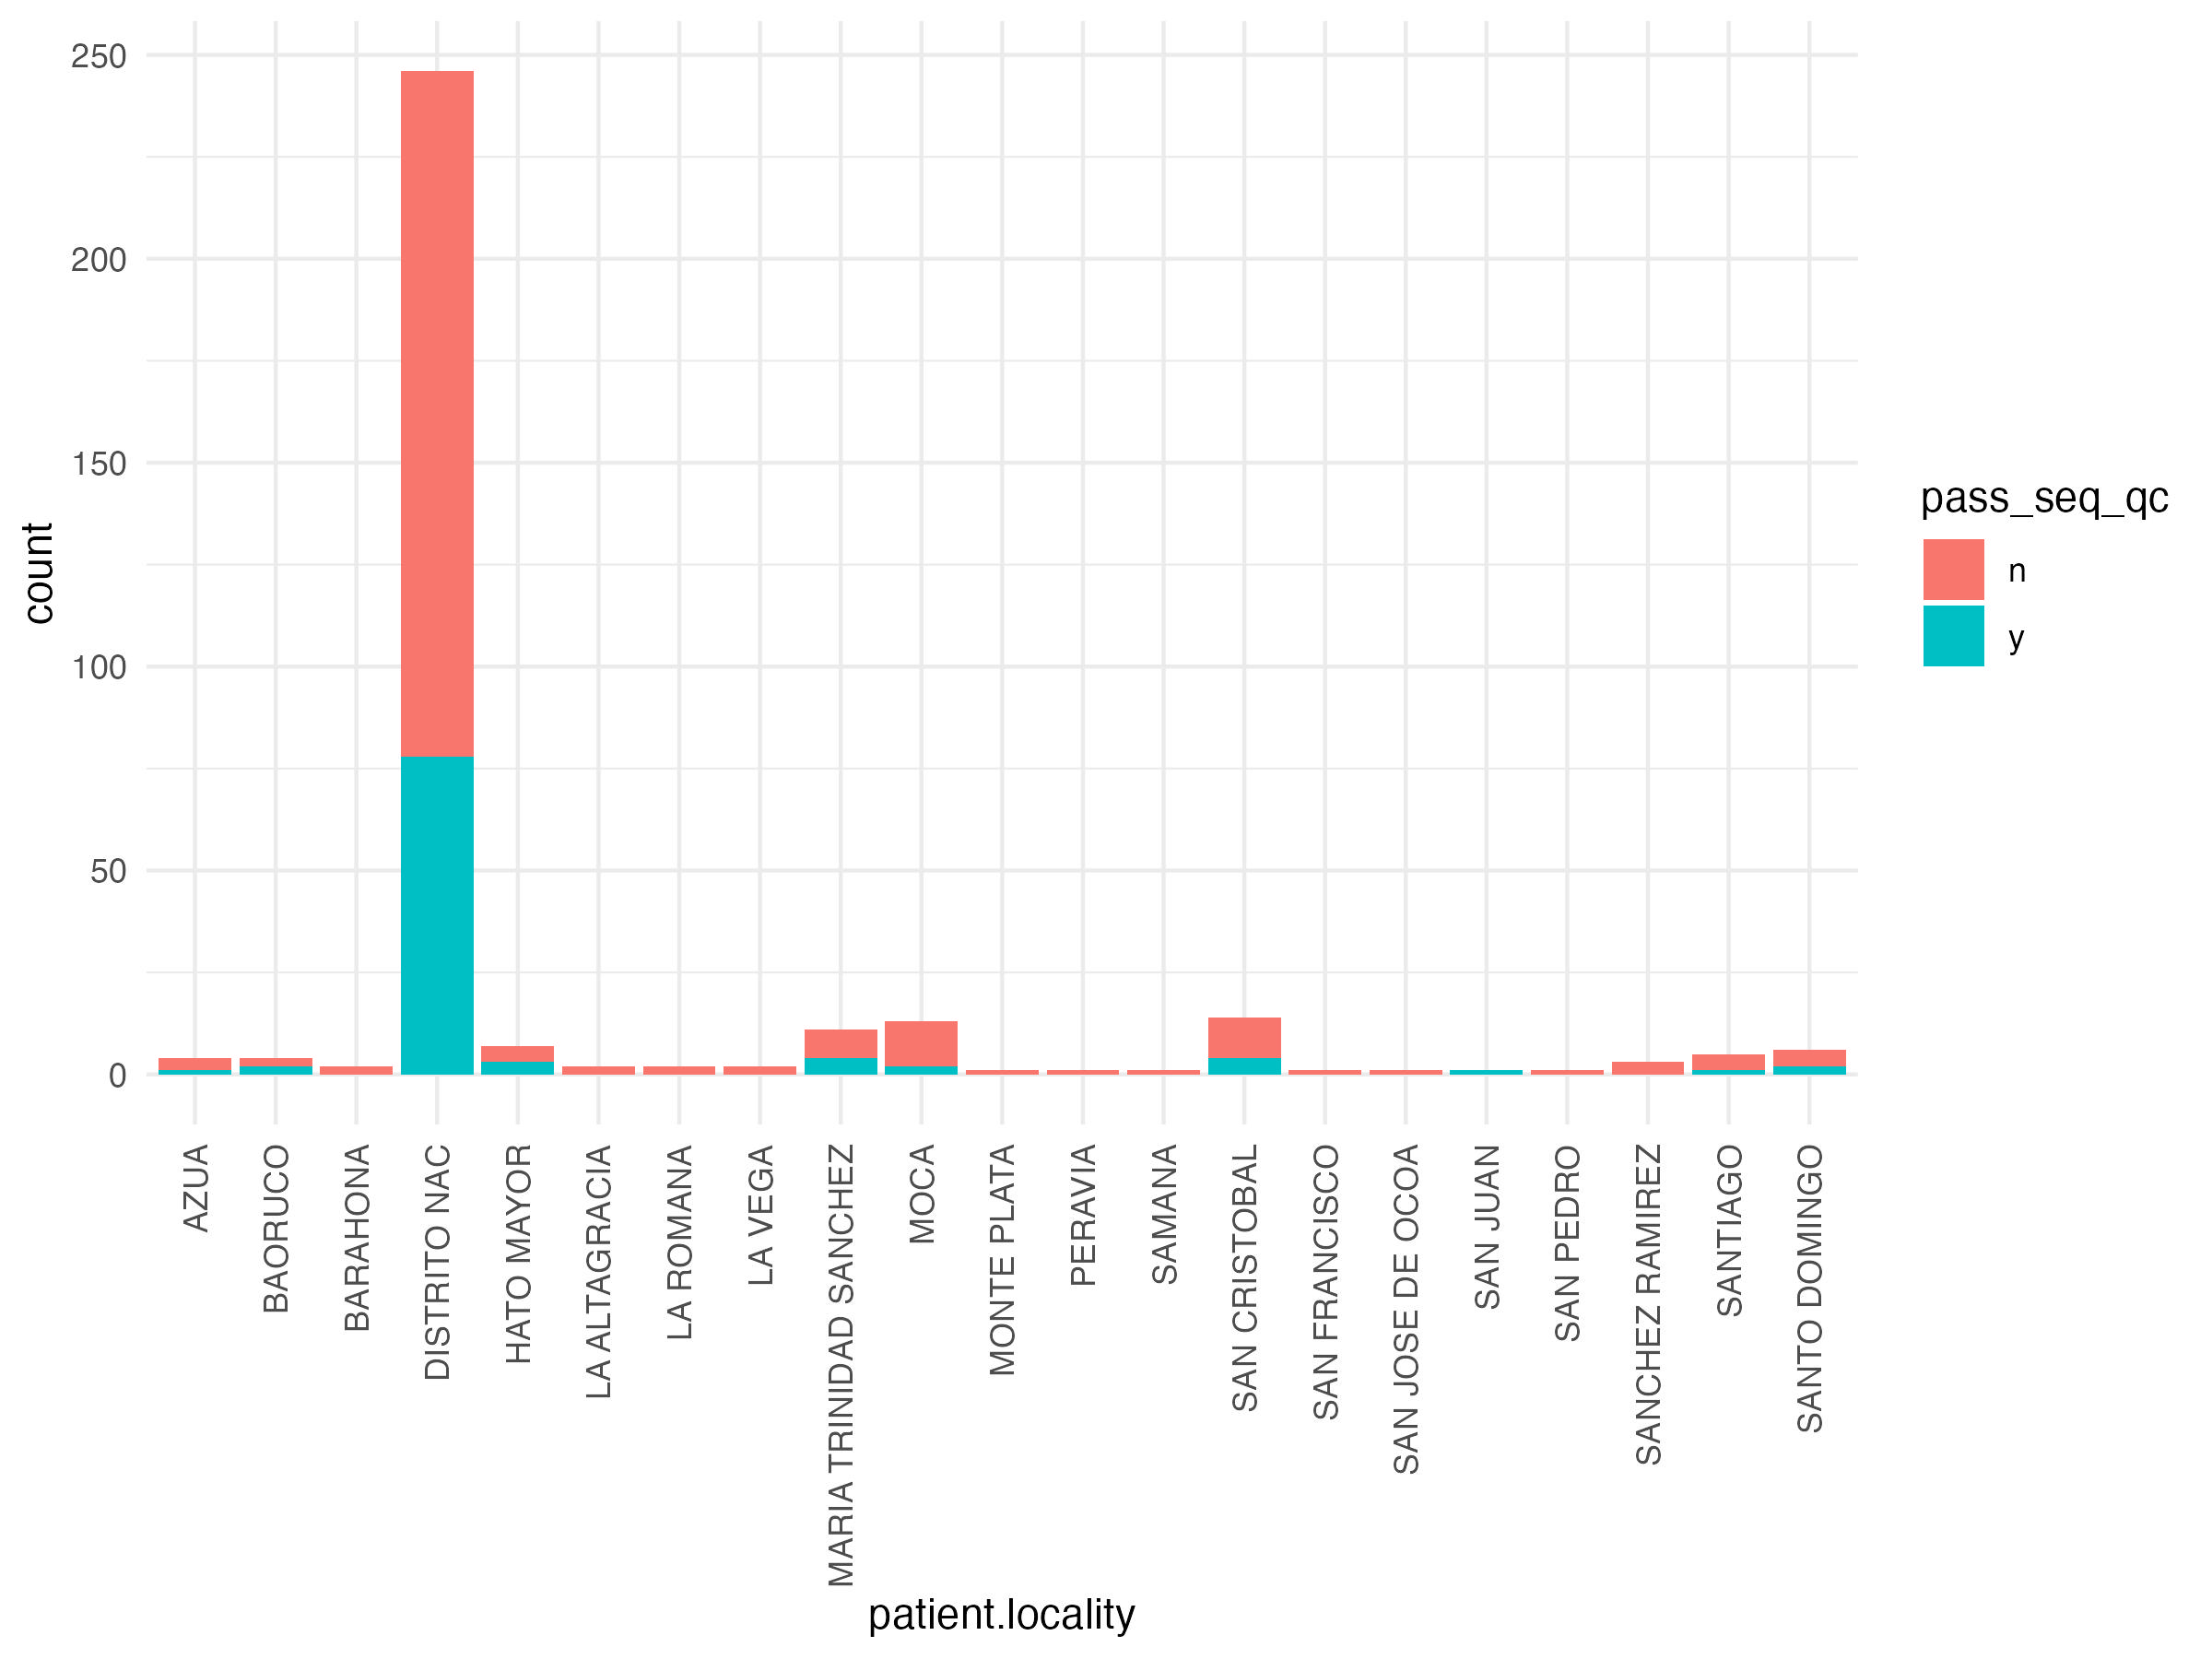 250
200
150
100
50
0
count
AZUA
BAORUCO
BARAHONA
DISTRITO NAC
HATO MAYOR
LA ALTAGRACIA
LA ROMANA
LA VEGA
MARIA TRINIDAD SANCHEZ
MOCA
MONTE PLATA
PERAVIA
SAMANA
SAN CRISTOBAL
SAN FRANCISCO
SAN JOSE DE OCOA
SAN JUAN
SAN PEDRO
SANCHEZ RAMIREZ
SANTIAGO
SANTO DOMINGO
patient.locality
pass_seq_qc
n
y